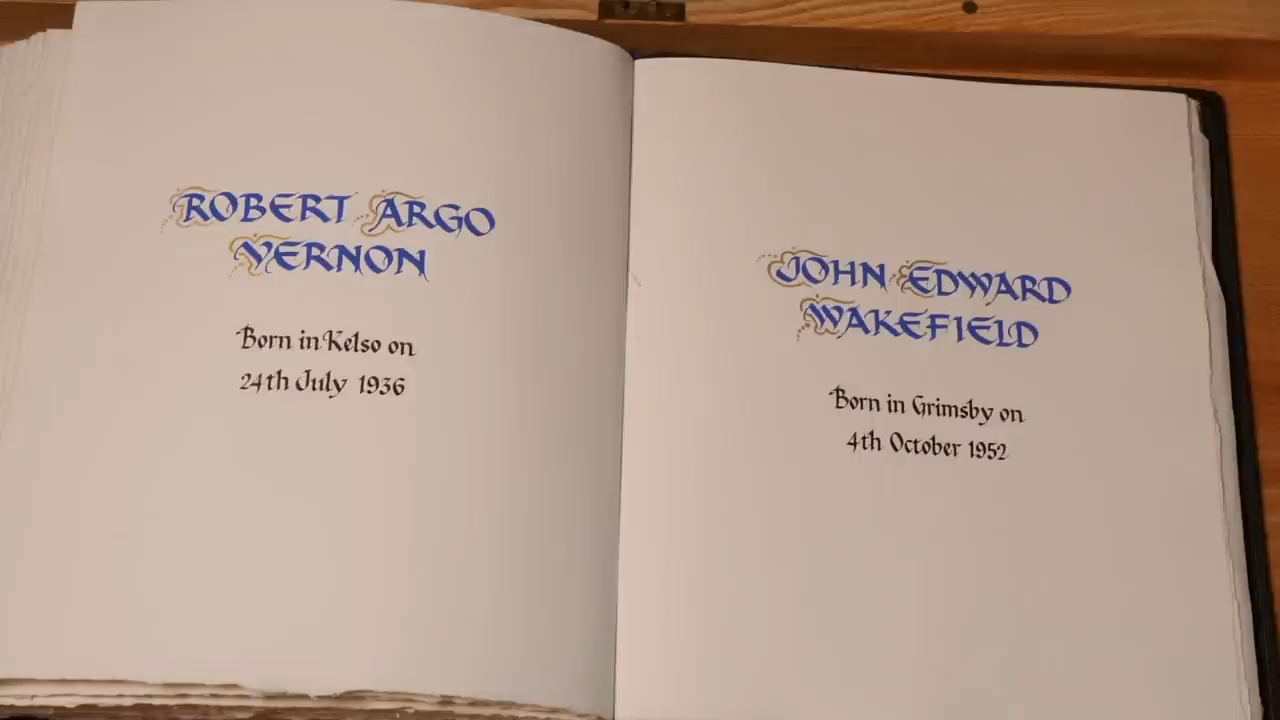 ROBERT ARGO
VERNON
Born in Kelso on
24th July 1936
JOHN EDWARD
WAKEFIELD
Born in Grimsby on
4th October 1952